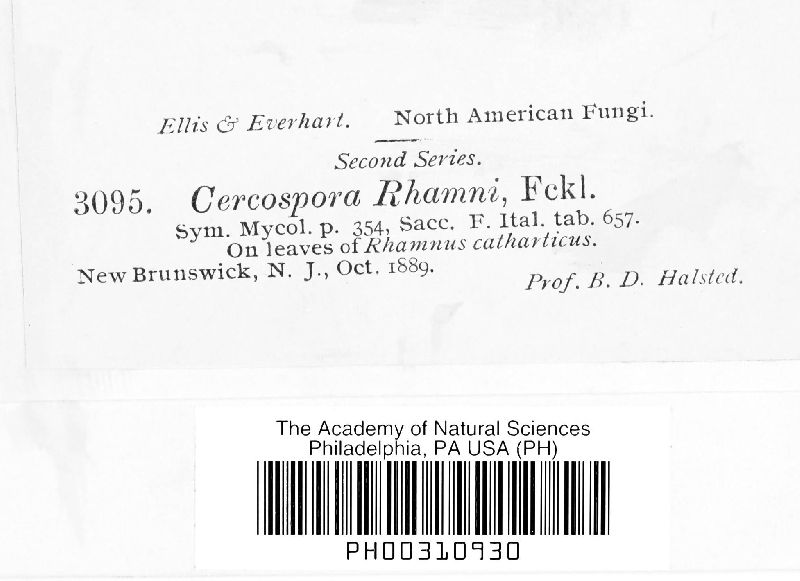 Ellis & Everhart. North American Fungi.
Second Series.
3095. Cercospora Rhamni, Fckl.
Sym. Mycol. p. 354, Sacc. F. Ital. tab. 657.
On leaves of Rhamnus catharticus.
New Brunswick, N. J., Oct. 1889.
Prof. B. D. Halsted.
The Academy of Natural Sciences
Philadelphia, PA USA (PH)
PH00310930